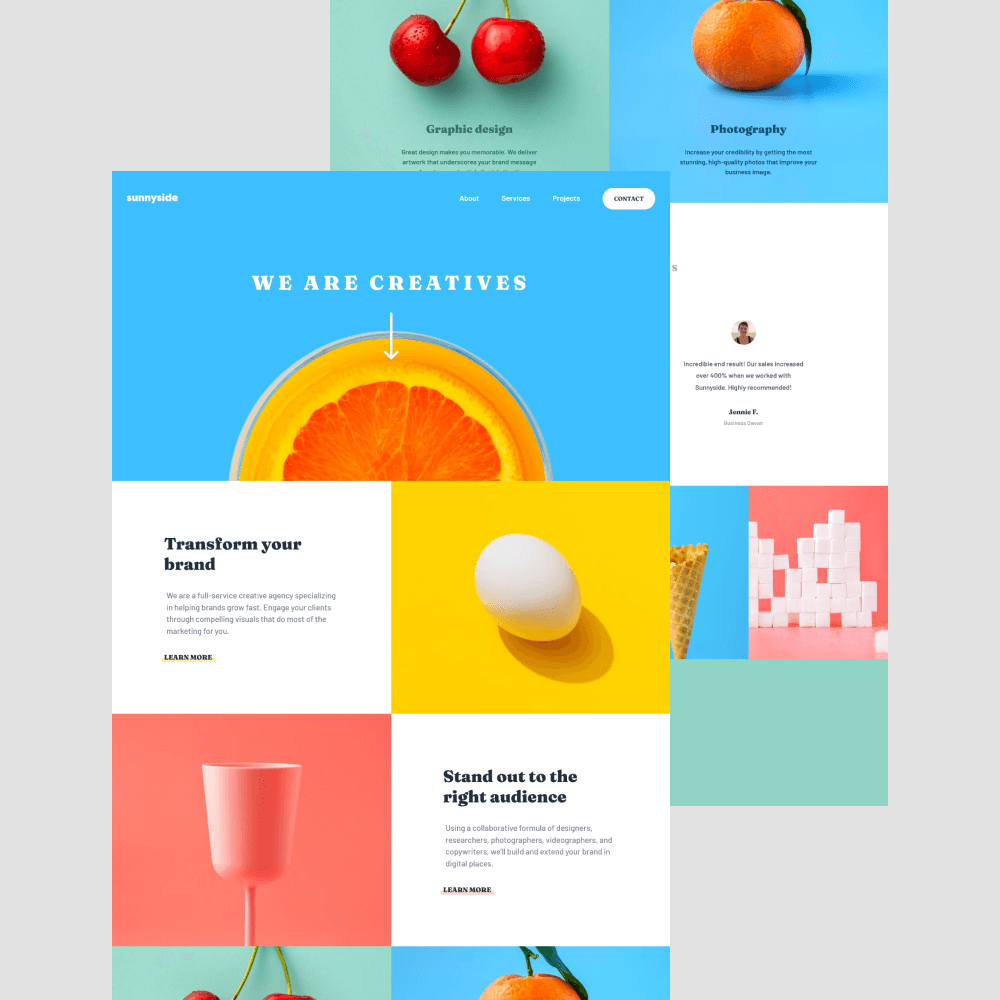 Graphic design
Great design makes you memorable. We deliver
artwork that underscores your brand message
Photography
Increase your credibility by getting the most
stunning, high-quality photos that improve your
business image.
sunnyside
About
Services
Projects
CONTACT
WE ARE CREATIVES
S
Incredible end result! Our sales increased
over 400% when we worked with
Sunnyside. Highly recommended!
Jennie F.
Business Owner
Transform your
brand
We are a full-service creative agency specializing
in helping brands grow fast. Engage your clients
through compelling visuals that do most of the
marketing for you.
LEARN MORE
Stand out to the
right audience
Using a collaborative formula of designers,
researchers, photographers, videographers, and
copywriters, we'll build and extend your brand in
digital places.
LEARN MORE